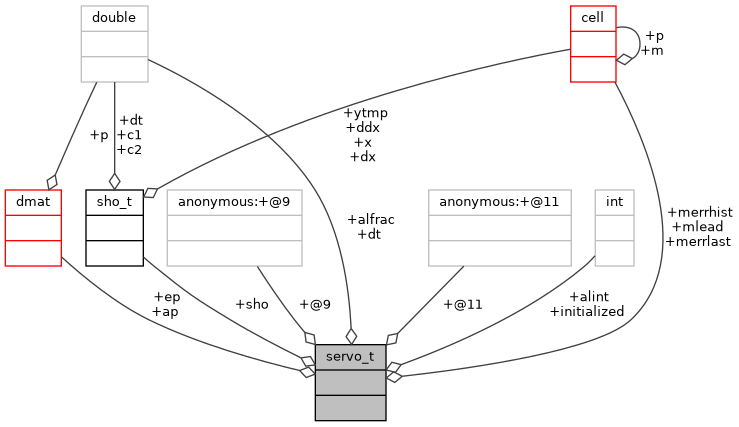 double
cell
+p
+m
+ytmp
+ddx
+x
+dx
+p
+dt
+c1
+c2
dmat
sho_t
anonymous:+@9
anonymous:+@11
int
+alfrac
+dt
+merrhist
+mlead
+merrlast
+ep
+ap
+sho
+@9
+@11
+alint
+initialized
servo_t